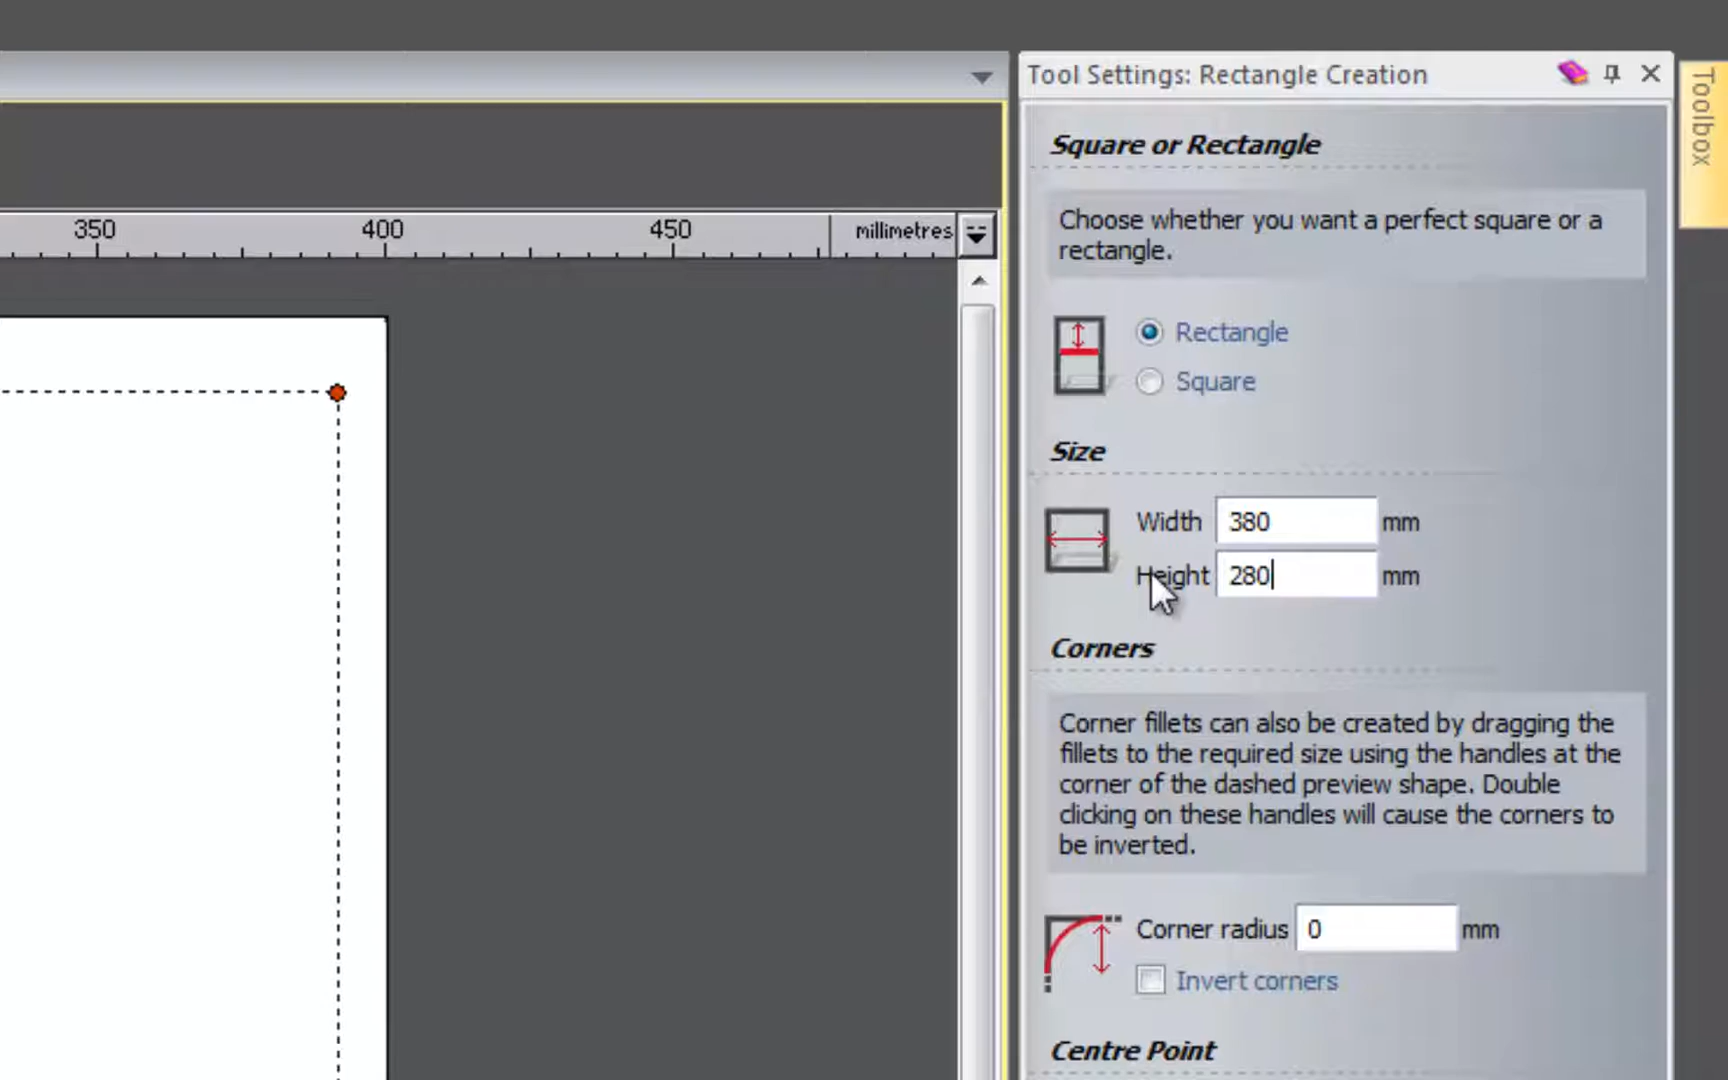 Tool Settings: Rectangle Creation
Toolbox
Square or Rectangle
Choose whether you want a perfect square or a
rectangle.
350 400 450 millimetres
Rectangle
Square
Size
Width 380 mm
Height 280 mm
Corners
Corner fillets can also be created by dragging the
fillets to the required size using the handles at the
corner of the dashed preview shape. Double
clicking on these handles will cause the corners to
be inverted.
Corner radius 0 mm
Invert corners
Centre Point